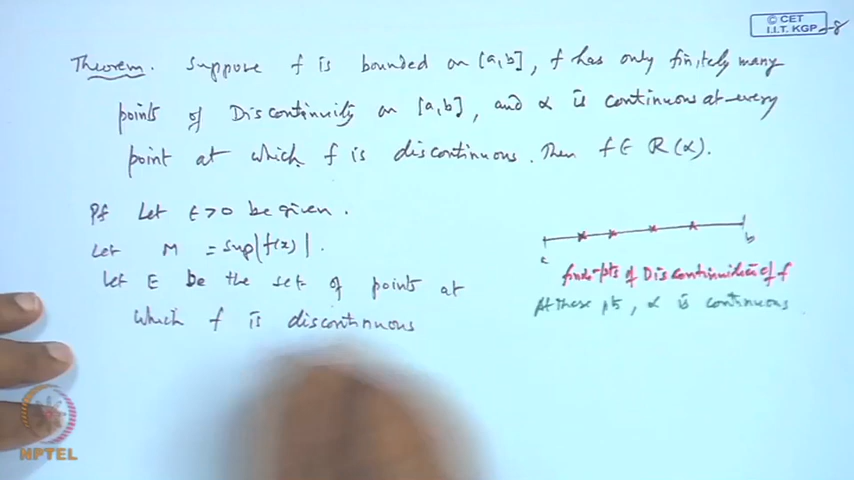 © CET
I.I.T. KGP
Theorem. Suppose f is bounded on [a,b], f has only finitely many
points of Discontinuity on [a,b], and α is continuous at every
point at which f is discontinuous. Then f ∈ R(α).
Pf Let ε>0 be given.
Let M = sup|f(x)|.
Let E be the set of points at
which f is discontinuous
a b
finite pts of Discontinuities of f
At these pts, α is continuous
NPTEL